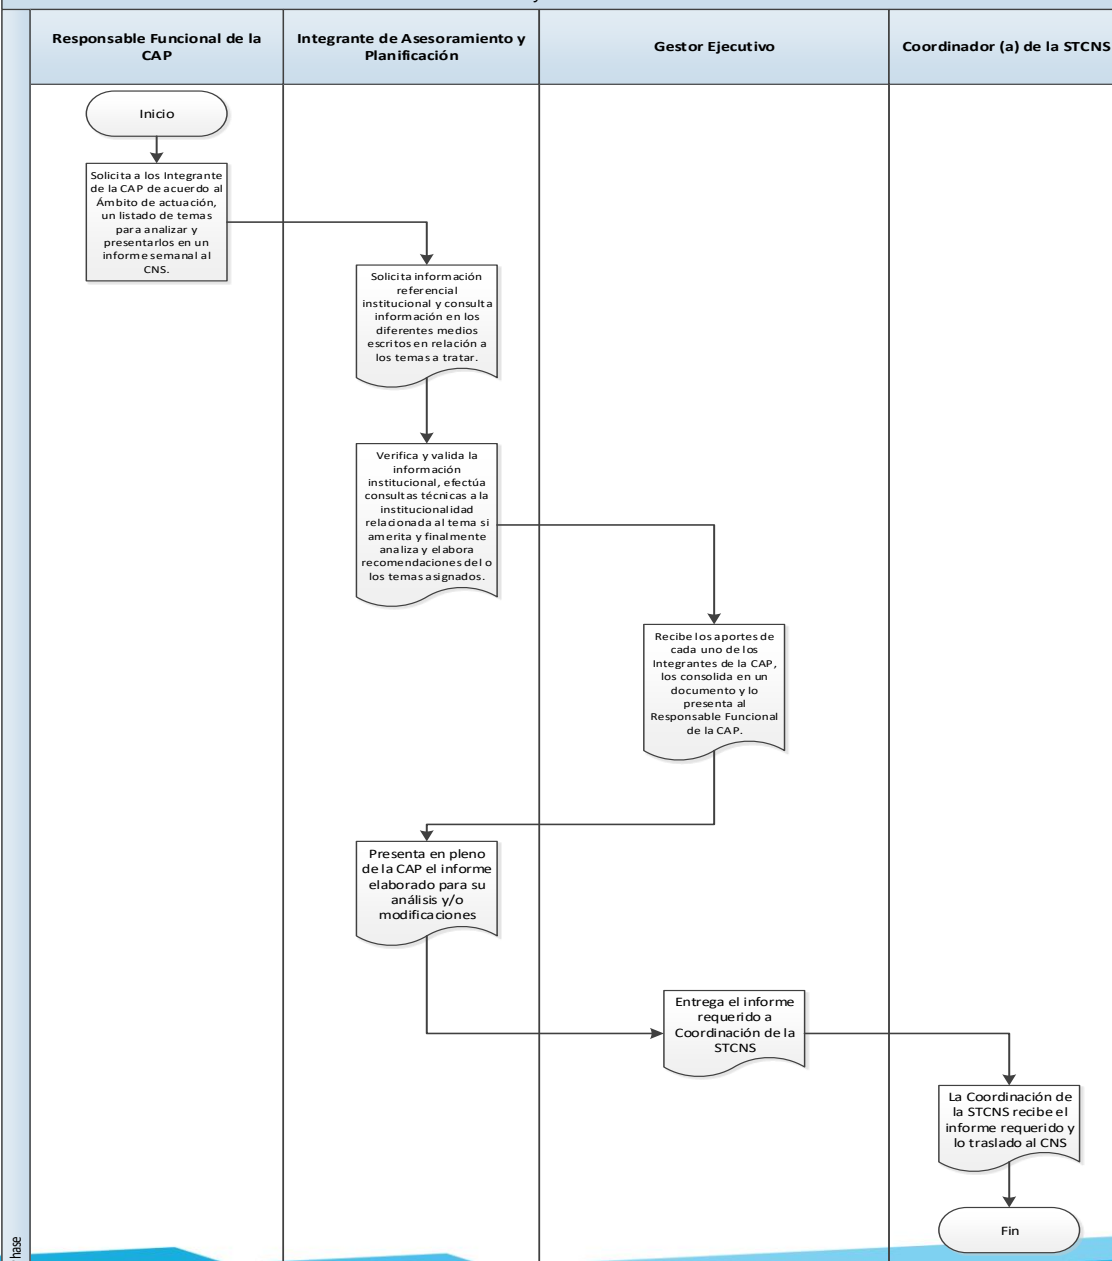 Responsable Funcional de la
CAP
Integrante de Asesoramiento y
Planificación
Gestor Ejecutivo
Coordinador (a) de la STCNS
Inicio
Solicita a los Integrante
de la CAP de acuerdo al
Ámbito de actuación,
un listado de temas
para analizar y
presentarlos en un
informe semanal al
CNS.
Solicita información
referencial
institucional y consulta
información en los
diferentes medios
escritos en relación a
los temas a tratar.
Verifica y valida la
información
institucional, efectúa
consultas técnicas a la
institucionalidad
relacionada al tema si
amerita y finalmente
analiza y elabora
recomendaciones del o
los temas asignados.
Recibe los aportes de
cada uno de los
Integrantes de la CAP,
los consolida en un
documento y lo
presenta al
Responsable Funcional
de la CAP.
Presenta en pleno
de la CAP el informe
elaborado para su
análisis y/o
modificaciones
Entrega el informe
requerido a
Coordinación de la
STCNS
La Coordinación de
la STCNS recibe el
informe requerido y
lo traslado al CNS
Fin